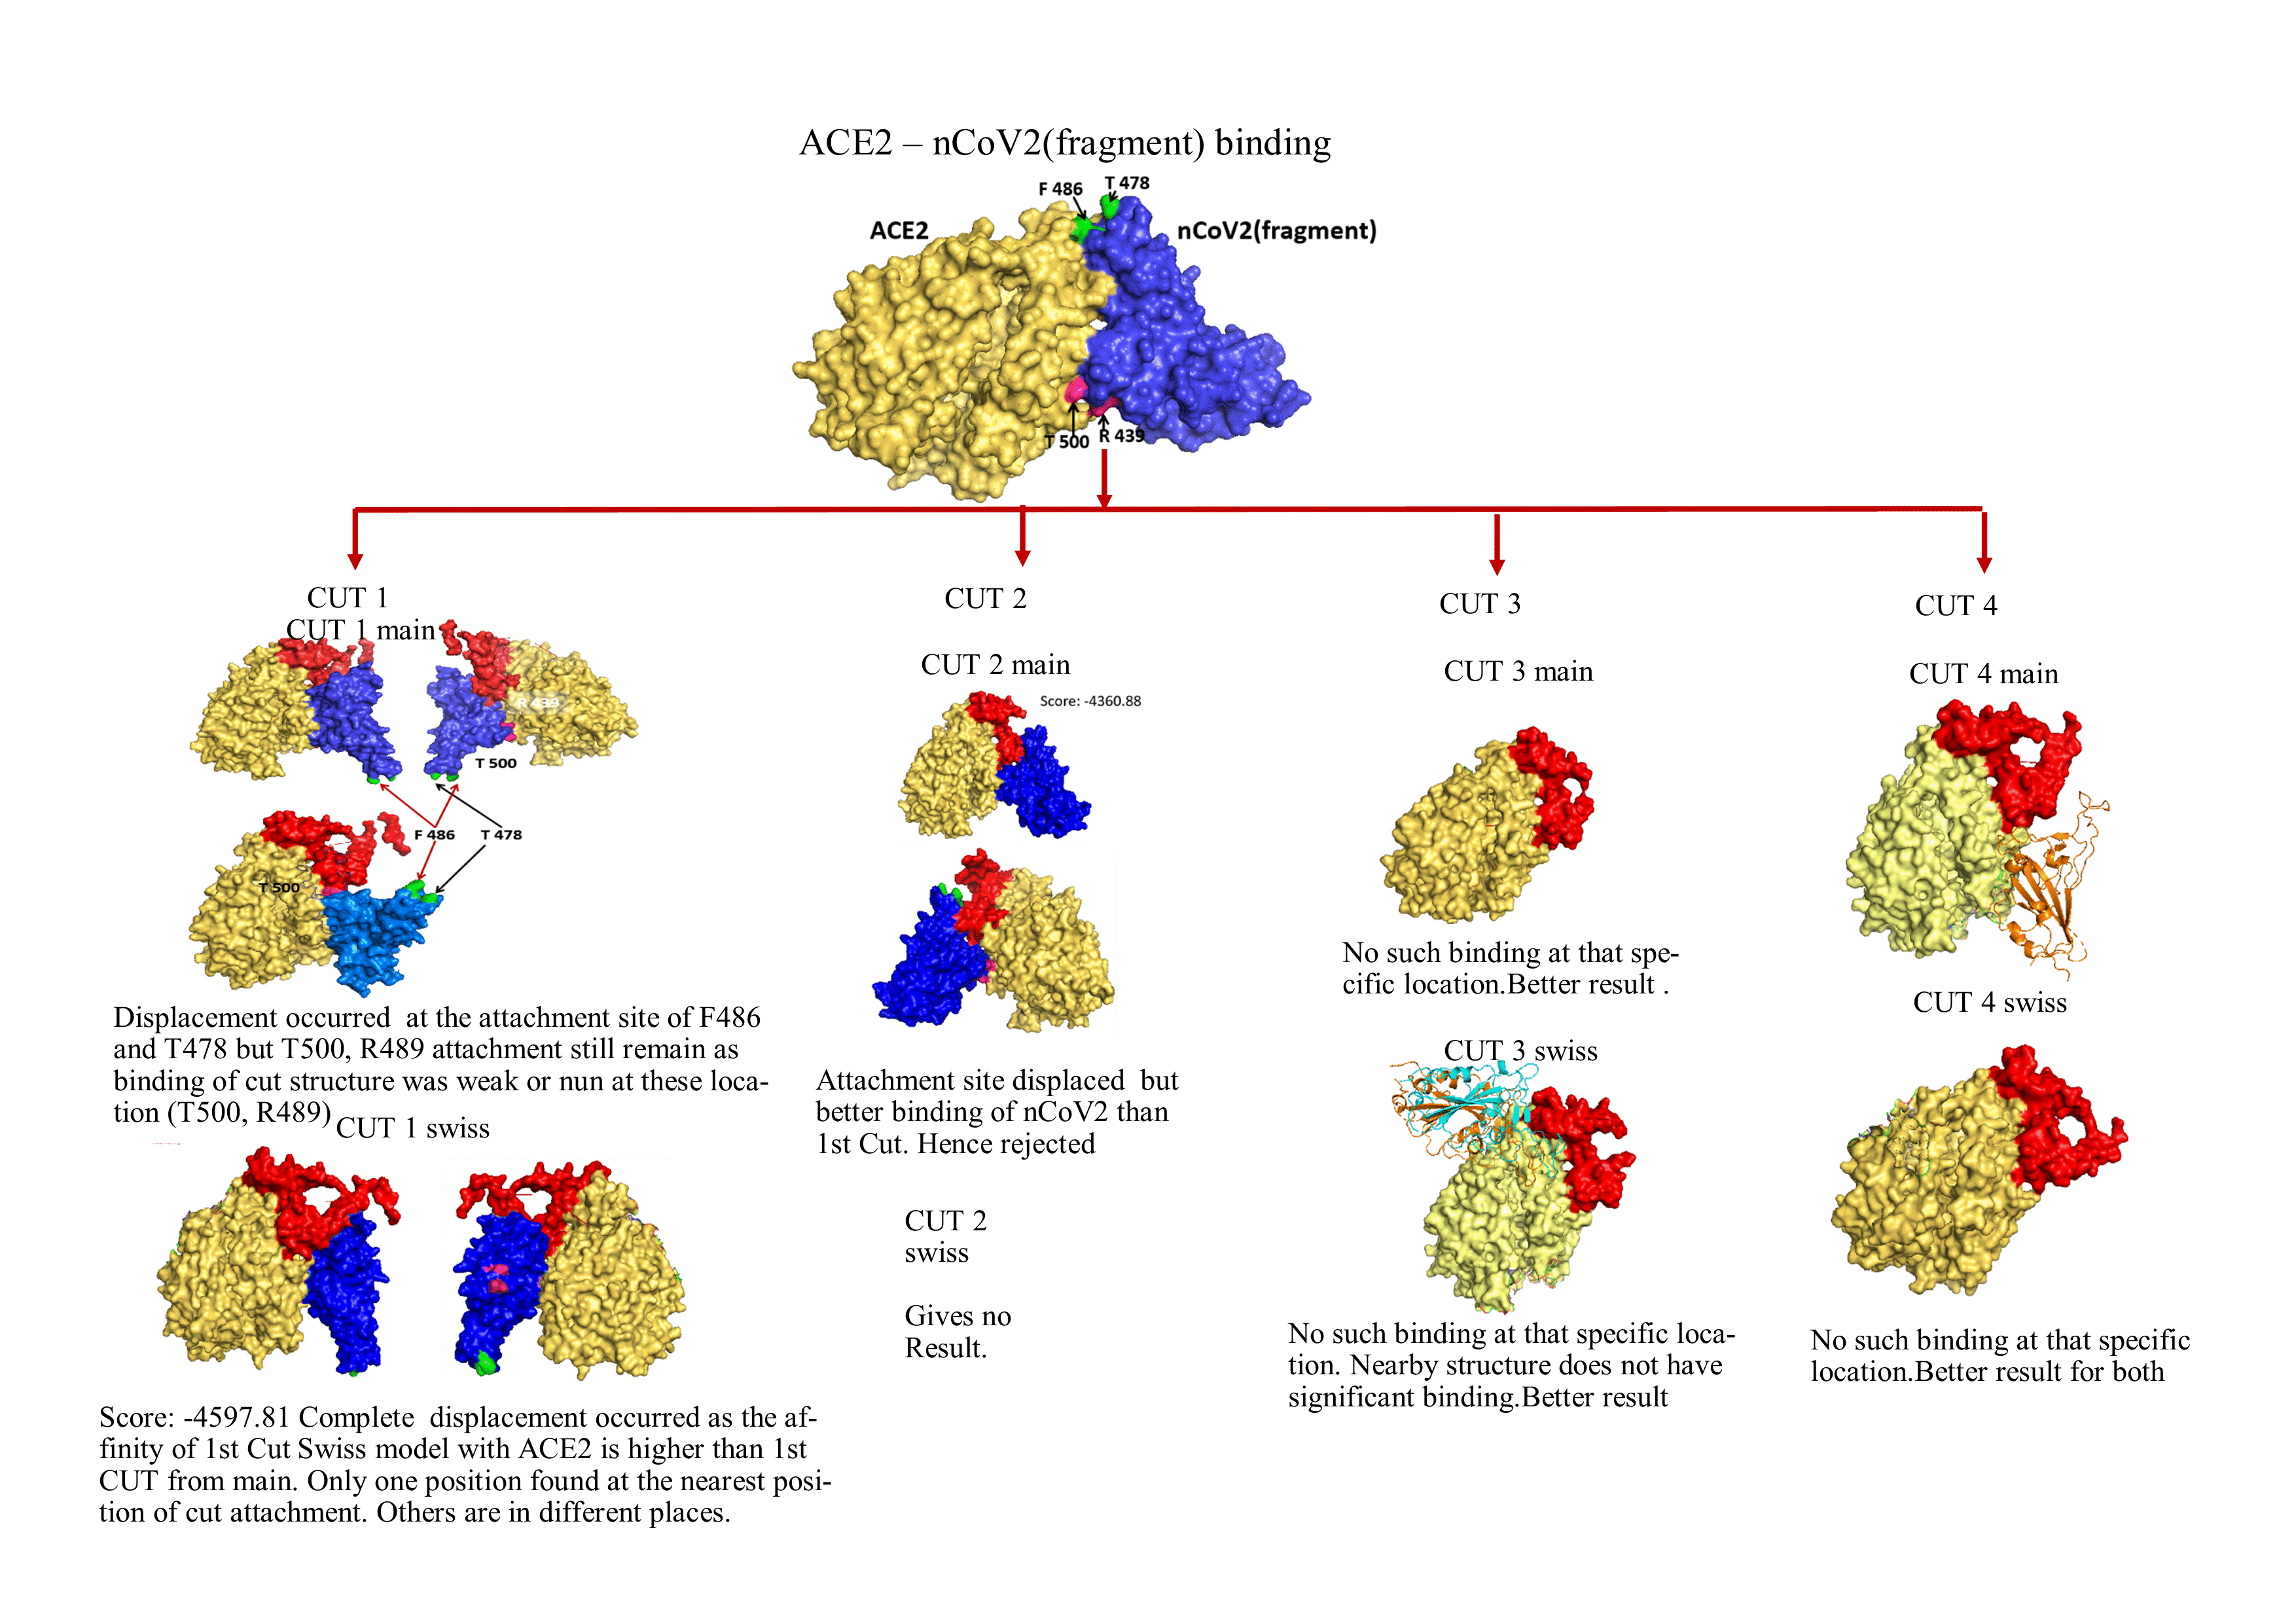 ACE2 – nCoV2(fragment) binding
F 486
T 478
ACE2
nCoV2(fragment)
T 500
R 439
CUT 1
CUT 1 main
R 439
T 500
F 486
T 478
T 500
Displacement occurred at the attachment site of F486
and T478 but T500, R489 attachment still remain as
binding of cut structure was weak or nun at these loca-
tion (T500, R489)
CUT 1 swiss
Score: -4597.81 Complete displacement occurred as the af-
finity of 1st Cut Swiss model with ACE2 is higher than 1st
CUT from main. Only one position found at the nearest posi-
tion of cut attachment. Others are in different places.
CUT 2
CUT 2 main
Score: -4360.88
Attachment site displaced but
better binding of nCoV2 than
1st Cut. Hence rejected
CUT 2
swiss
Gives no
Result.
CUT 3
CUT 3 main
No such binding at that spe-
cific location.Better result .
CUT 3 swiss
No such binding at that specific loca-
tion. Nearby structure does not have
significant binding.Better result
CUT 4
CUT 4 main
CUT 4 swiss
No such binding at that specific
location.Better result for both